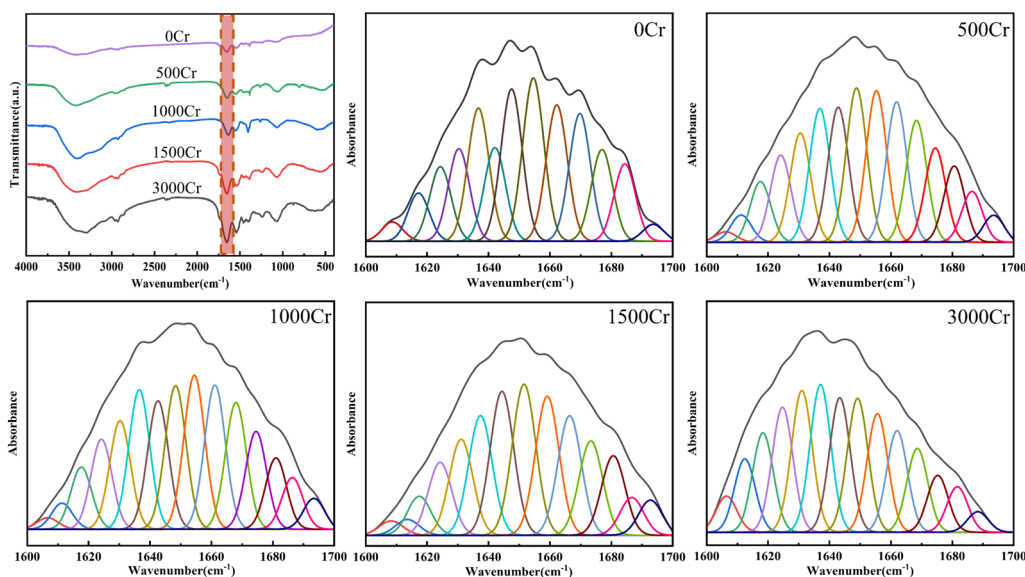 Transmittance(a.u.)
0Cr
500Cr
1000Cr
1500Cr
3000Cr
4000 3500 3000 2500 2000 1500 1000 500
Wavenumber(cm⁻¹)
0Cr
Absorbance
1600 1620 1640 1660 1680 1700
Wavenumber(cm⁻¹)
500Cr
Absorbance
1600 1620 1640 1660 1680 1700
Wavenumber(cm⁻¹)
1000Cr
Absorbance
1600 1620 1640 1660 1680 1700
Wavenumber(cm⁻¹)
1500Cr
Absorbance
1600 1620 1640 1660 1680 1700
Wavenumber(cm⁻¹)
3000Cr
Absorbance
1600 1620 1640 1660 1680 1700
Wavenumber(cm⁻¹)